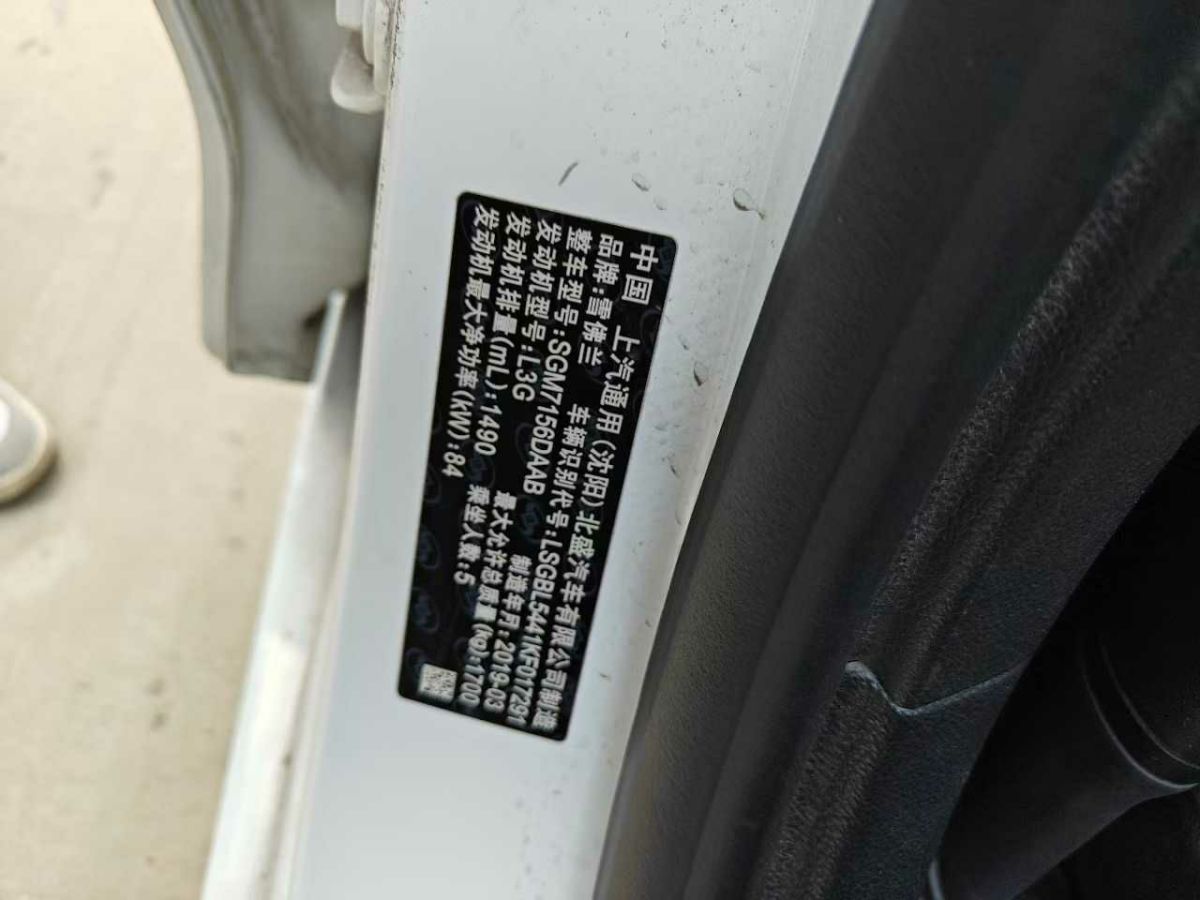 中国 上汽通用(沈阳)北盛汽车有限公司制造
品牌:雪佛兰 车辆识别代号:LSGBL5441KF017291
整车型号:SGM7156DAAB 制造年月:2019-03
发动机型号:L3G 最大允许总质量(kg):1700
发动机排量(mL):1490 乘坐人数:5
发动机最大净功率(kW):84